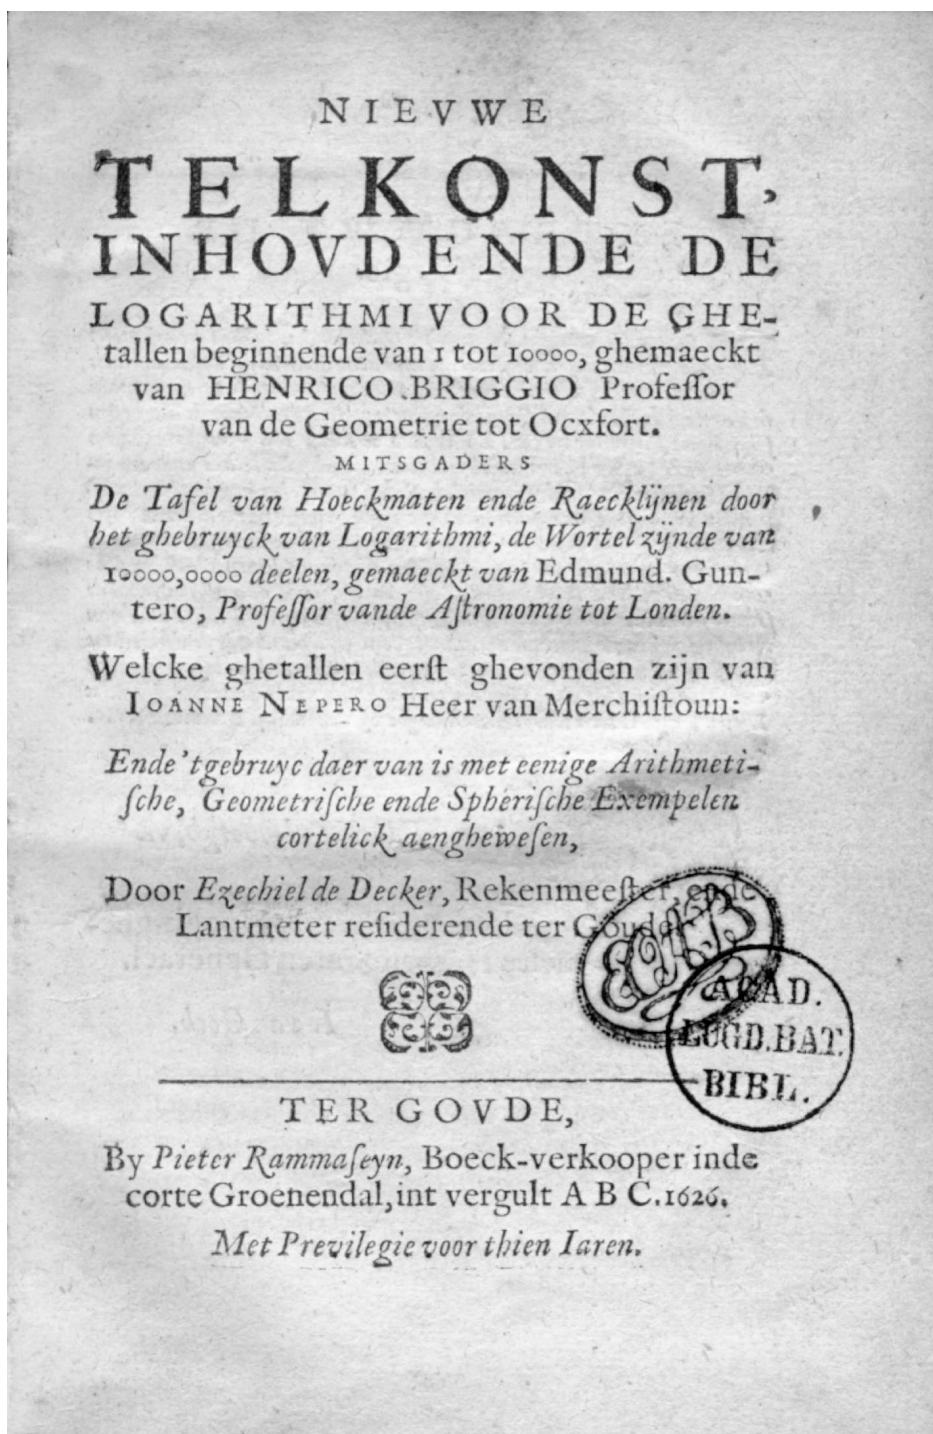 NIEVWE
TELKONST,
INHOVDENDE DE
LOGARITHMI VOOR DE GHE-
tallen beginnende van 1 tot 10000, ghemaeckt
van HENRICO BRIGGIO Professor
van de Geometrie tot Ocxfort.
MITSGADERS
De Tafel van Hoeckmaten ende Raecklijnen door
het ghebruyck van Logarithmi, de Wortel zijnde van
10000,0000 deelen, gemaeckt van Edmund. Gun-
tero, Professor vande Astronomie tot Londen.
Welcke ghetallen eerst ghevonden zijn van
IOANNE NEPERO Heer van Merchistoun:
Ende 'tgebruyc daer van is met eenige Arithmeti-
sche, Geometrische ende Spherische Exempelen
cortelick aenghewesen,
Door Ezechiel de Decker, Rekenmeester, ende
Lantmeter residerende ter Goude
ACAD.
LUGD.BAT.
BIBL.
TER GOVDE,
By Pieter Rammaseyn, Boeck-verkooper inde
corte Groenendal, int vergult A B C. 1626.
Met Previlegie voor thien Iaren.